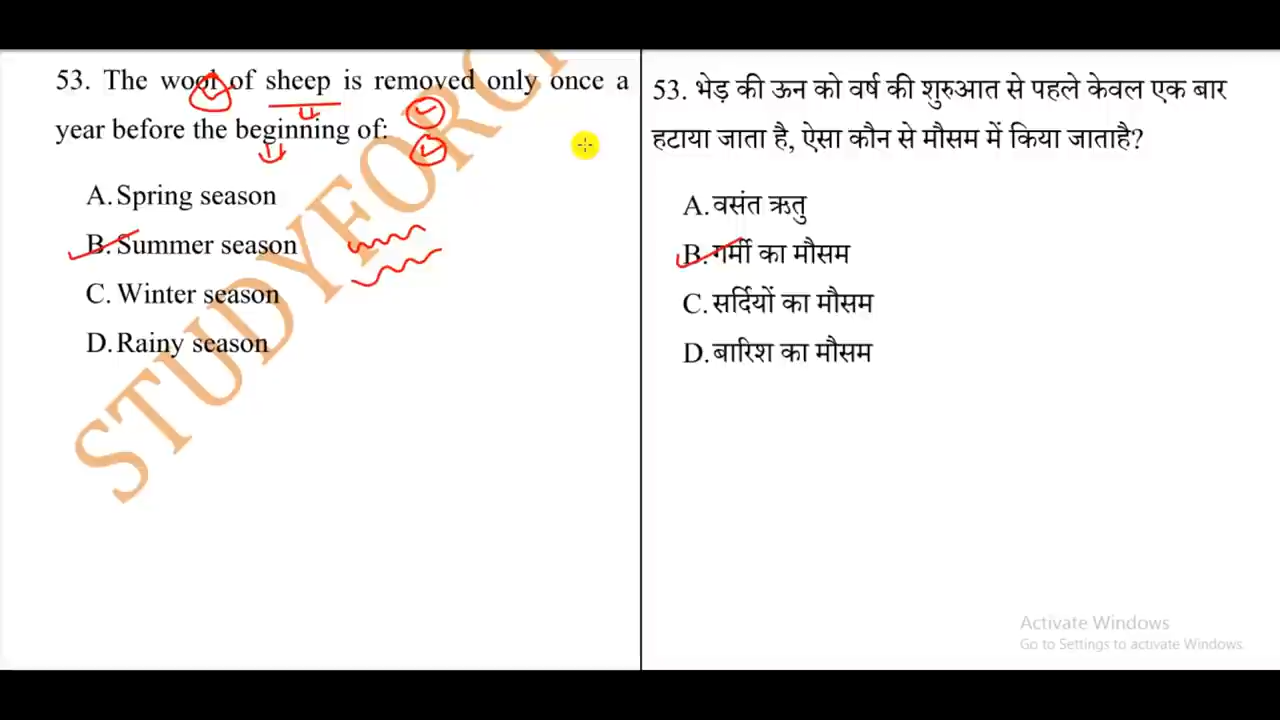 53. The wool of sheep is removed only once a
year before the beginning of:
A. Spring season
B. Summer season
C. Winter season
D. Rainy season
STUDYFORCI
53. भेड़ की ऊन को वर्ष की शुरुआत से पहले केवल एक बार
हटाया जाता है, ऐसा कौन से मौसम में किया जाताहै?
A. वसंत ऋतु
B. गर्मी का मौसम
C. सर्दियों का मौसम
D. बारिश का मौसम
Activate Windows
Go to Settings to activate Windows.